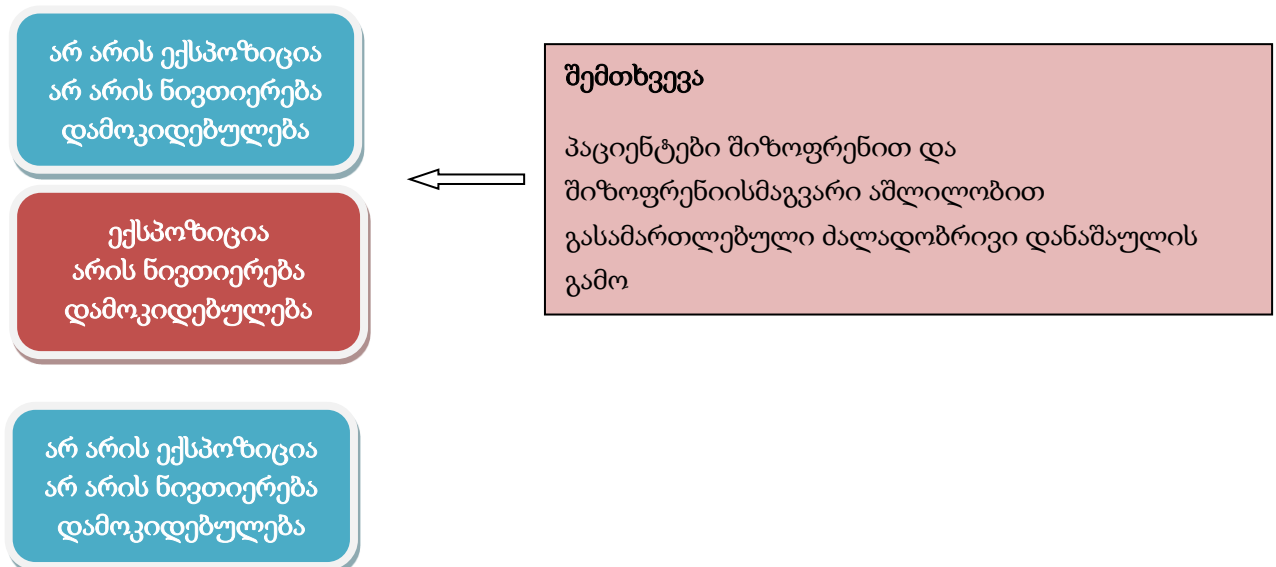 არ არის ექსპოზიცია
არ არის ნივთიერება
დამოკიდებულება
ექსპოზიცია
არის ნივთიერება
დამოკიდებულება
არ არის ექსპოზიცია
არ არის ნივთიერება
დამოკიდებულება
შემთხვევა
პაციენტები შიზოფრენით და
შიზოფრენიისმაგვარი აშლილობით
გასამართლებული ძალადობრივი დანაშაულის
გამო